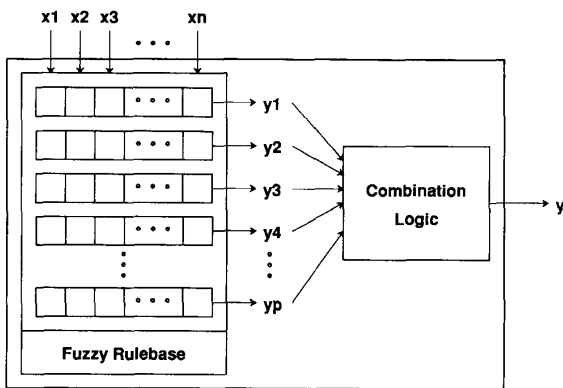 x1 x2 x3 • • • xn
• • • y1
• • • y2
• • • y3
• • • y4
• • • yp
Combination
Logic
y
Fuzzy Rulebase